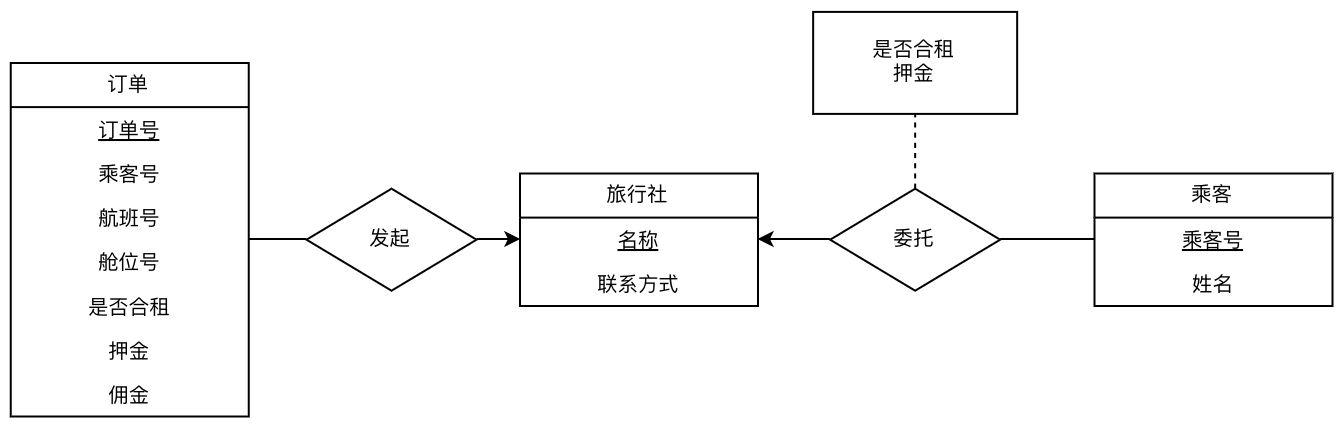 订单
订单号
乘客号
航班号
舱位号
是否合租
押金
佣金
发起
旅行社
名称
联系方式
是否合租
押金
委托
乘客
乘客号
姓名